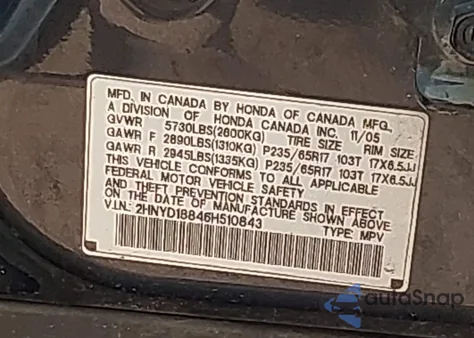 MFD. IN CANADA BY HONDA OF CANADA MFG.,
A DIVISION OF HONDA CANADA INC. 11/05
GVWR 5730LBS(2600KG) TIRE SIZE RIM SIZE
GAWR F 2890LBS(1310KG) P235/65R17 103T 17X6.5JJ
GAWR R 2945LBS(1335KG) P235/65R17 103T 17X6.5JJ
THIS VEHICLE CONFORMS TO ALL APPLICABLE
FEDERAL MOTOR VEHICLE SAFETY
AND THEFT PREVENTION STANDARDS IN EFFECT
ON THE DATE OF MANUFACTURE SHOWN ABOVE.
V.I.N.: 2HNYD18846H510843 TYPE: MPV
autoSnap